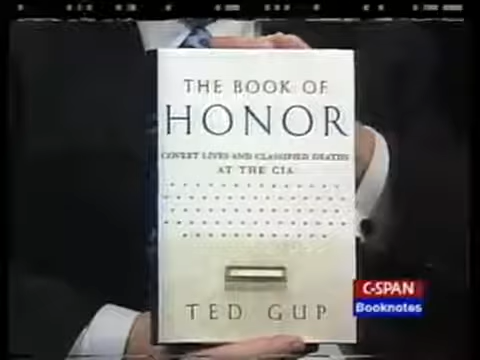 THE BOOK OF
HONOR
COVERT LIVES AND CLASSIFIED DEATHS
AT THE CIA
TED GUP
C-SPAN
Booknotes